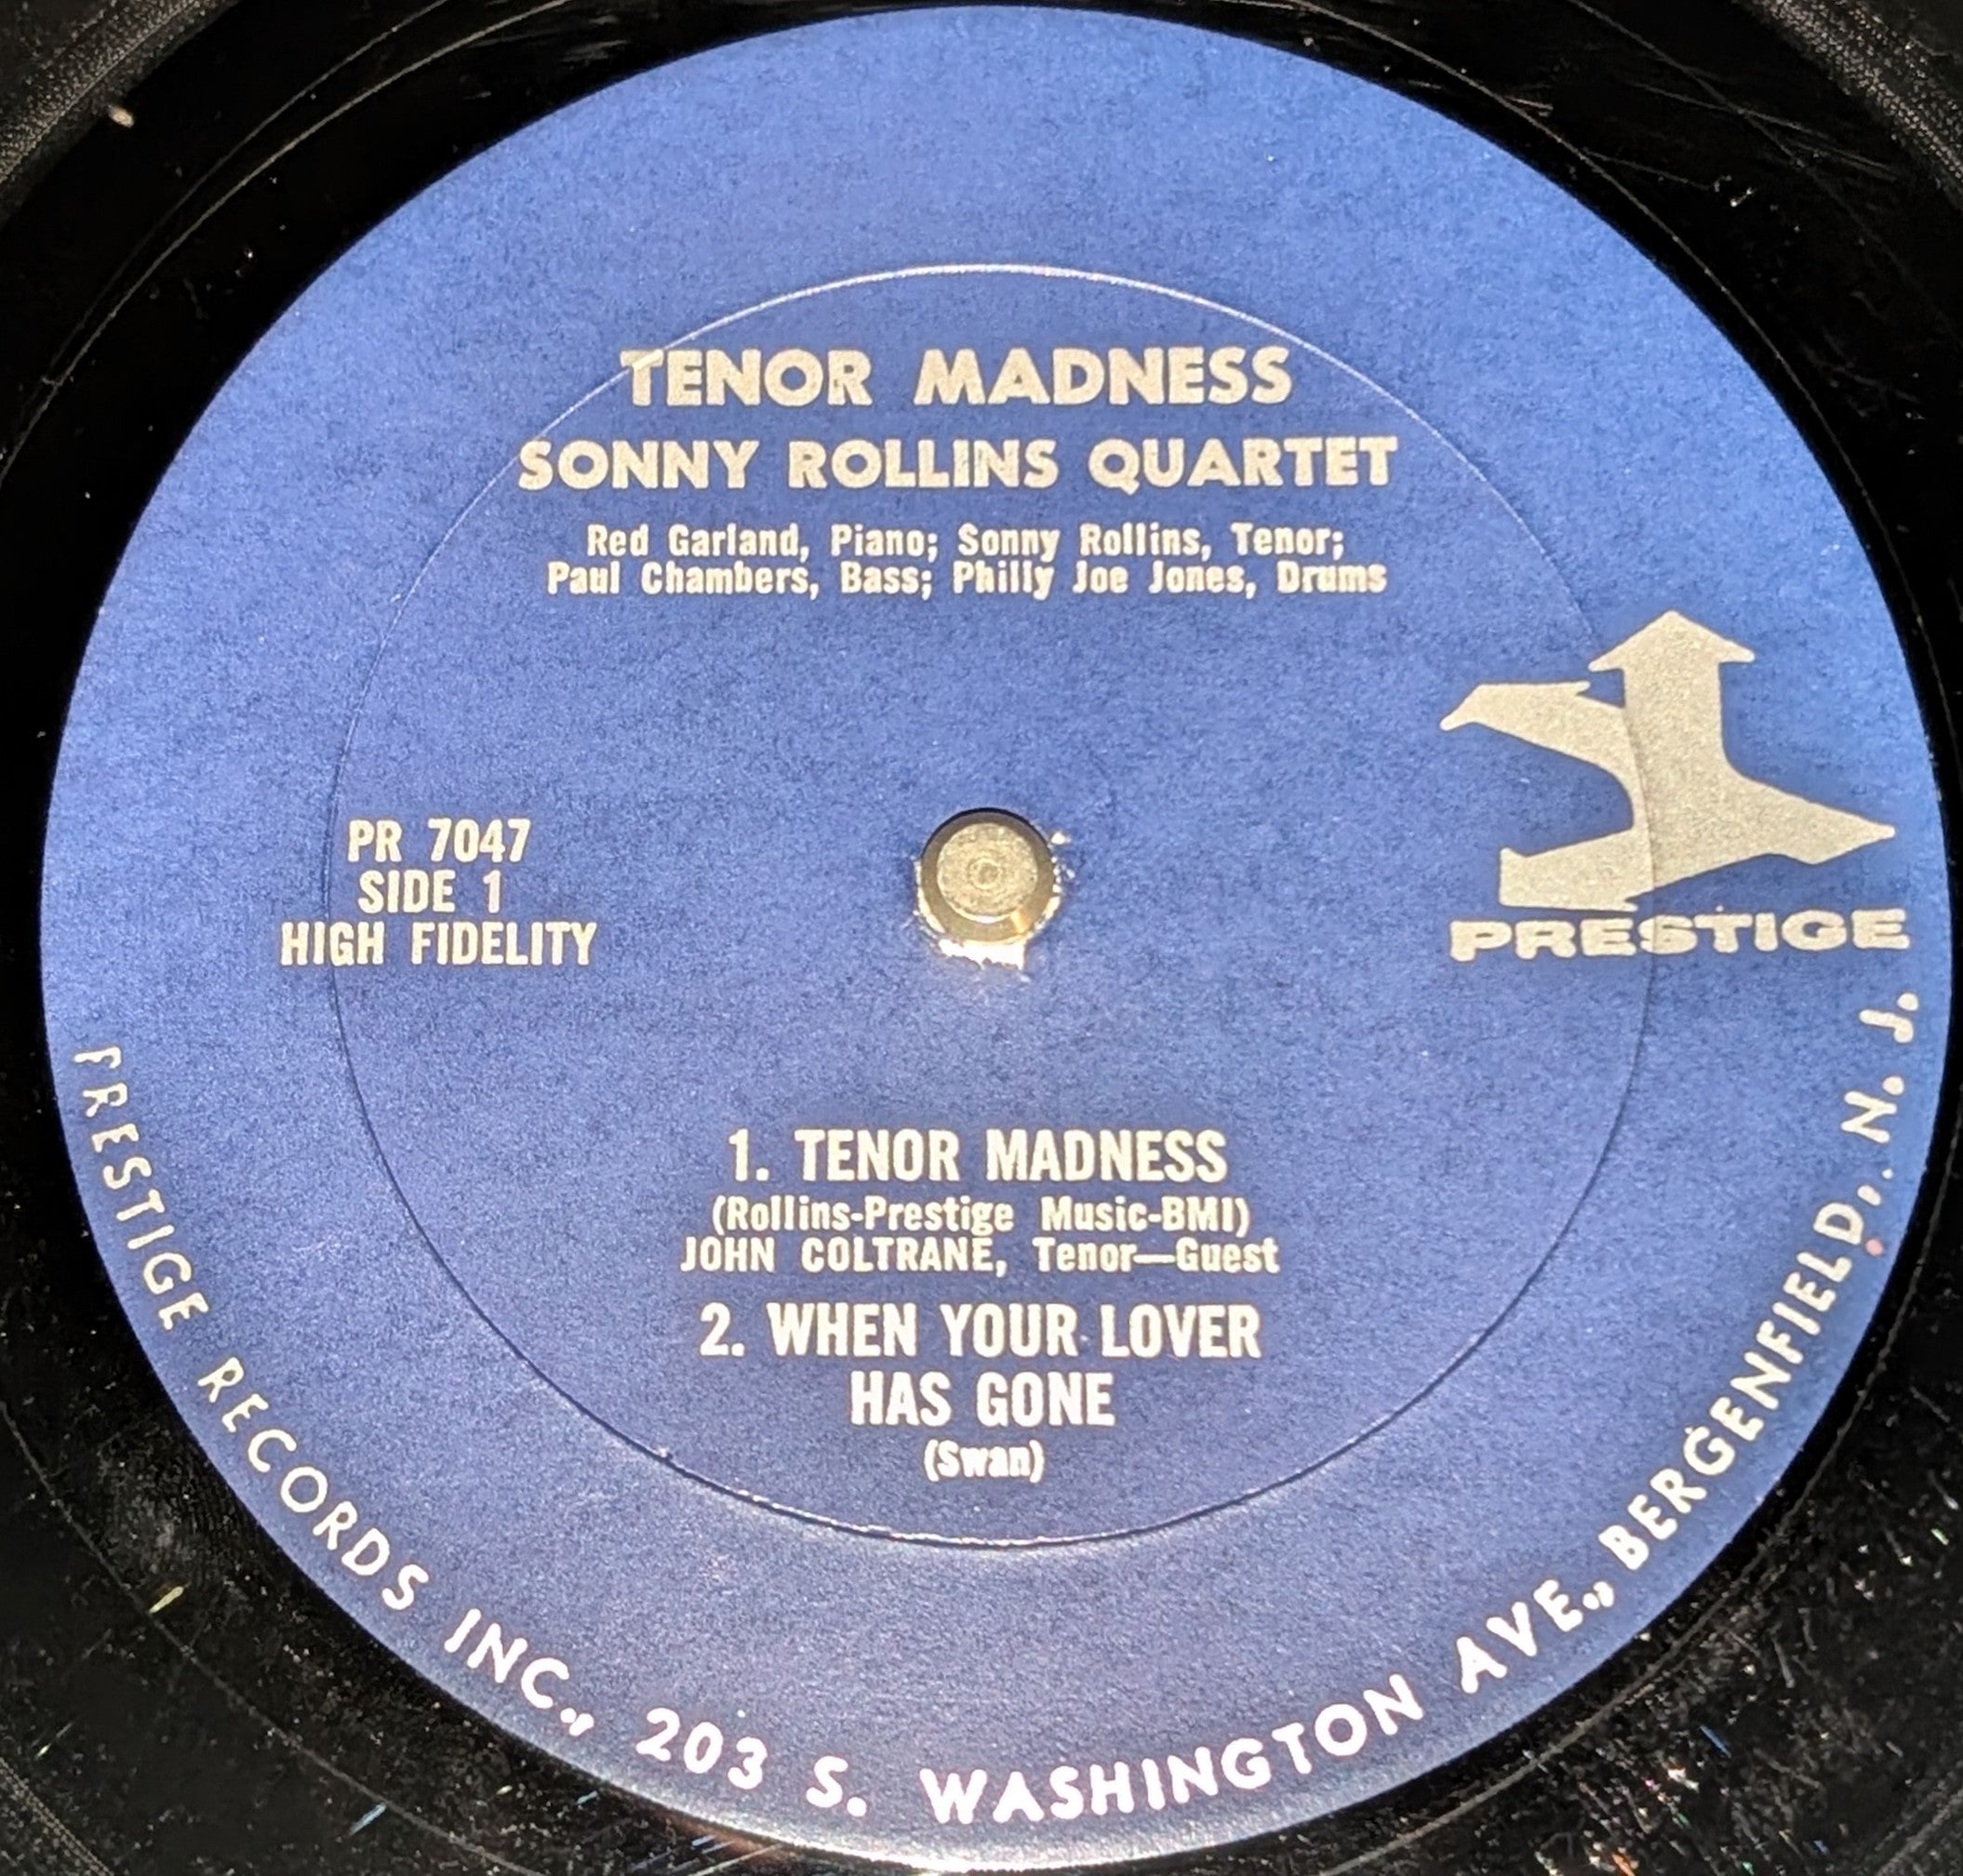 TENOR MADNESS
SONNY ROLLINS QUARTET
Red Garland, Piano; Sonny Rollins, Tenor;
Paul Chambers, Bass; Philly Joe Jones, Drums
PR 7047
SIDE 1
HIGH FIDELITY
PRESTIGE
1. TENOR MADNESS
(Rollins-Prestige Music-BMI)
JOHN COLTRANE, Tenor—Guest
2. WHEN YOUR LOVER
HAS GONE
(Swan)
PRESTIGE RECORDS INC., 203 S. WASHINGTON AVE., BERGENFIELD, N. J.